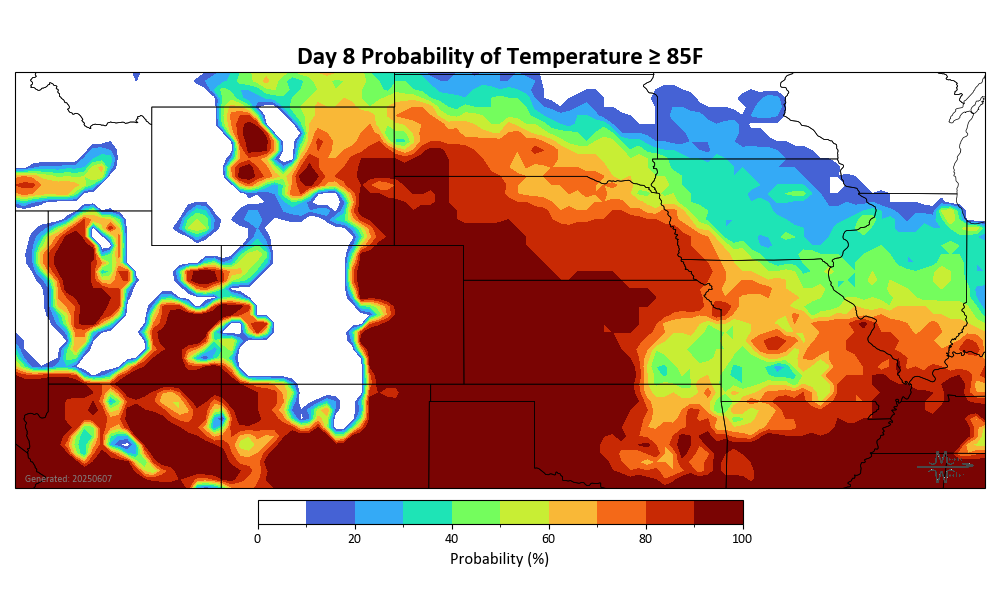 Day 8 Probability of Temperature ≥ 85F
Generated: 20250607
0 20 40 60 80 100
Probability (%)